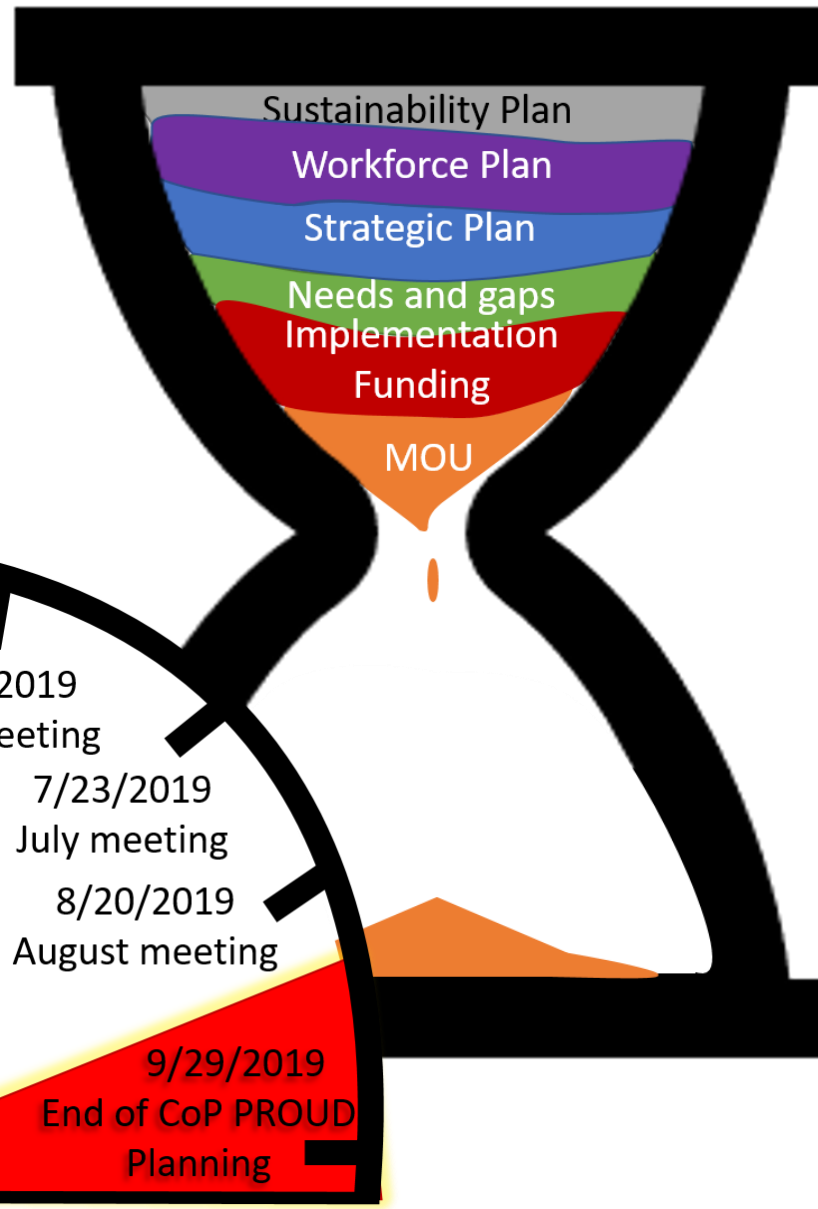 Sustainability Plan
Workforce Plan
Strategic Plan
Needs and gaps
Implementation
Funding
MOU
2019
eeting
7/23/2019
July meeting
8/20/2019
August meeting
9/29/2019
End of CoP PROUD
Planning